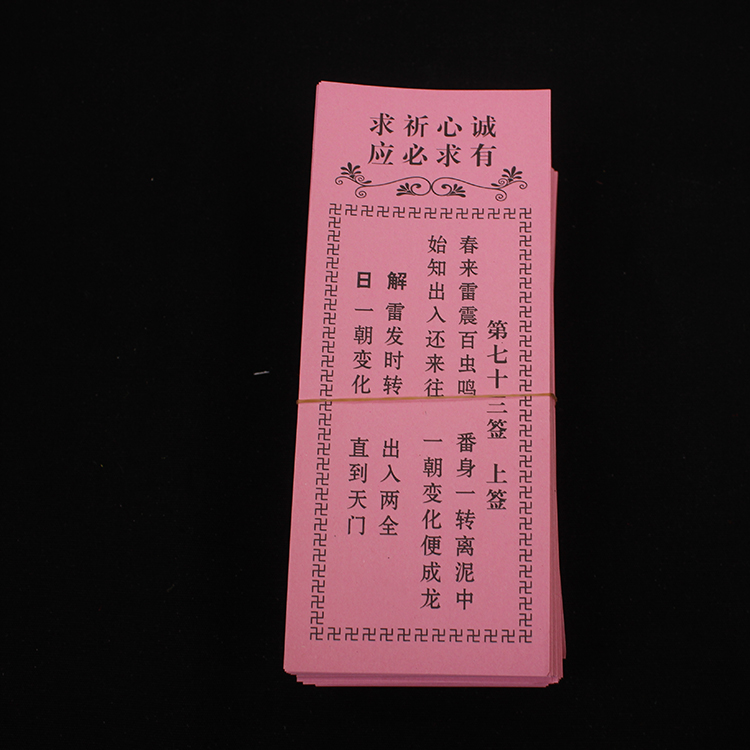 诚心祈求
有求必应
第七十三签 上签
春来雷震百虫鸣 番身一转离泥中
始知出入还来往 一朝变化便成龙
解 雷发时转 出入两全
日 一朝变化 直到天门